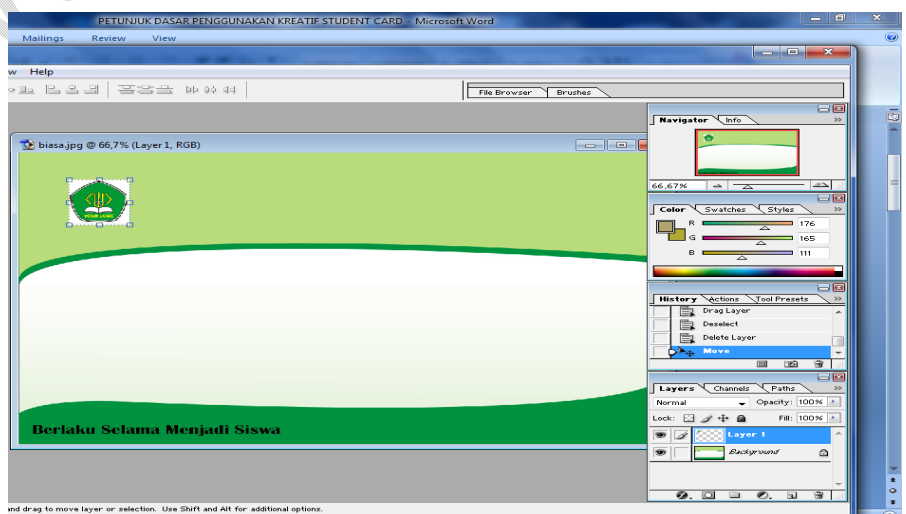 PETUNJUK DASAR PENGGUNAKAN KREATIF STUDENT CARD - Microsoft Word
Mailings Review View
w Help
File Browser Brushes
biasa.jpg @ 66,7% (Layer 1, RGB)
YOUR LOGO
Berlaku Selama Menjadi Siswa
Navigator Info
66,67%
Color Swatches Styles
R 176
G 165
B 111
History Actions Tool Presets
Drag Layer
Deselect
Delete Layer
Move
Layers Channels Paths
Normal Opacity: 100%
Lock: Fill: 100%
Layer 1
Background
and drag to move layer or selection. Use Shift and Alt for additional options.